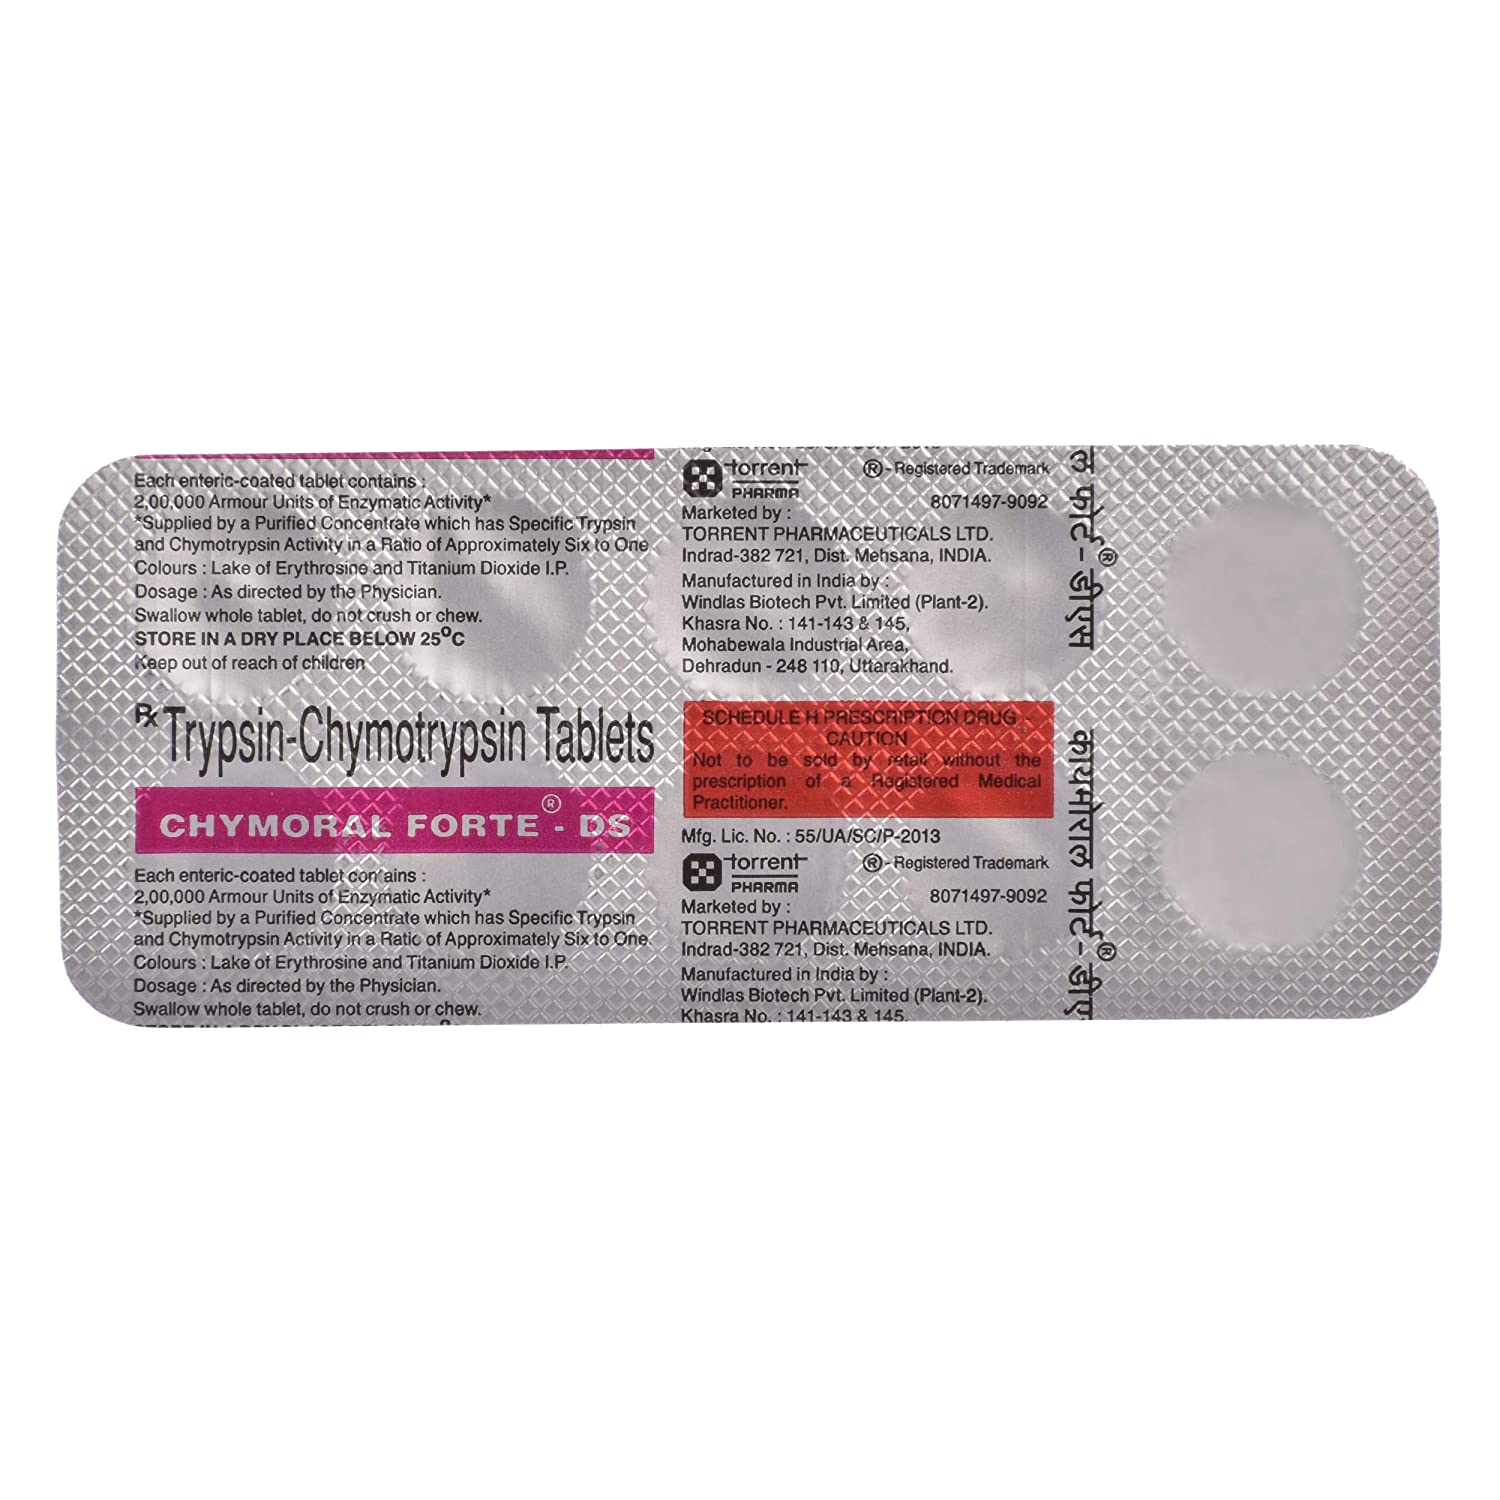 Each enteric-coated tablet contains :
2,00,000 Armour Units of Enzymatic Activity*
*Supplied by a Purified Concentrate which has Specific Trypsin
and Chymotrypsin Activity in a Ratio of Approximately Six to One.
Colours : Lake of Erythrosine and Titanium Dioxide I.P.
Dosage : As directed by the Physician.
Swallow whole tablet, do not crush or chew.
STORE IN A DRY PLACE BELOW 25°C
Keep out of reach of children
Rx Trypsin-Chymotrypsin Tablets
CHYMORAL FORTE® - DS
Each enteric-coated tablet contains :
2,00,000 Armour Units of Enzymatic Activity*
*Supplied by a Purified Concentrate which has Specific Trypsin
and Chymotrypsin Activity in a Ratio of Approximately Six to One.
Colours : Lake of Erythrosine and Titanium Dioxide I.P.
Dosage : As directed by the Physician.
Swallow whole tablet, do not crush or chew.
torrent ® - Registered Trademark
PHARMA 8071497-9092
Marketed by :
TORRENT PHARMACEUTICALS LTD.
Indrad-382 721, Dist. Mehsana, INDIA.
Manufactured in India by :
Windlas Biotech Pvt. Limited (Plant-2).
Khasra No. : 141-143 & 145,
Mohabewala Industrial Area,
Dehradun - 248 110, Uttarakhand.
SCHEDULE H PRESCRIPTION DRUG -
CAUTION
Not to be sold by retail without the
prescription of a Registered Medical
Practitioner.
Mfg. Lic. No. : 55/UA/SC/P-2013
torrent ® - Registered Trademark
PHARMA 8071497-9092
Marketed by :
TORRENT PHARMACEUTICALS LTD.
Indrad-382 721, Dist. Mehsana, INDIA.
Manufactured in India by :
Windlas Biotech Pvt. Limited (Plant-2).
Khasra No. : 141-143 & 145,
ल फोर्ट® - डीएस
कायमोराल फोर्ट® - डीए